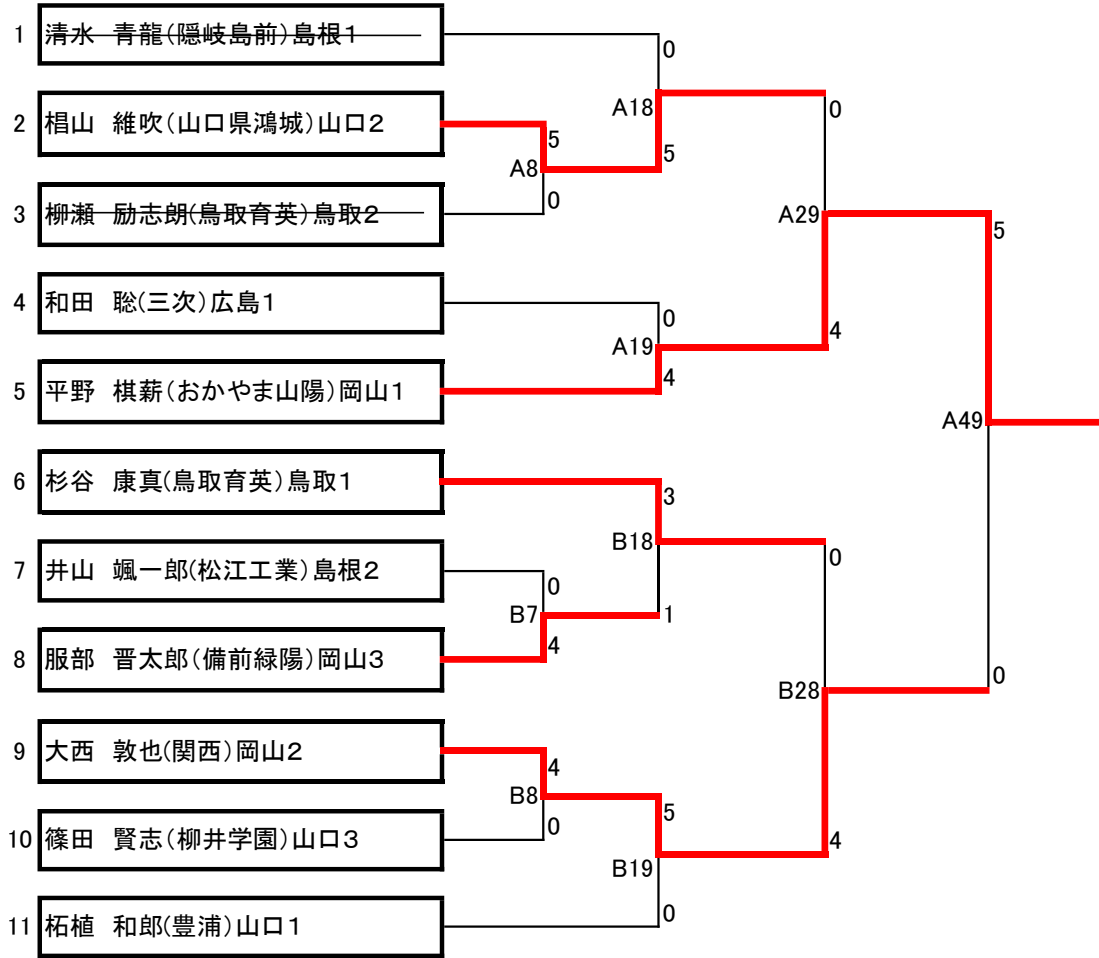 1 清水 青龍(隠岐島前)島根1
0
A18
2 椙山 維吹(山口県鴻城)山口2
0
5
A8
5
3 柳瀬 励志朗(鳥取育英)鳥取2
0
A29
5
4 和田 聡(三次)広島1
0
A19
4
5 平野 棋薪(おかやま山陽)岡山1
4
A49
6 杉谷 康真(鳥取育英)鳥取1
3
B18
0
7 井山 颯一郎(松江工業)島根2
0
B7
1
8 服部 晋太郎(備前緑陽)岡山3
4
B28
0
9 大西 敦也(関西)岡山2
4
B8
5
10 篠田 賢志(柳井学園)山口3
0
4
B19
11 柘植 和郎(豊浦)山口1
0